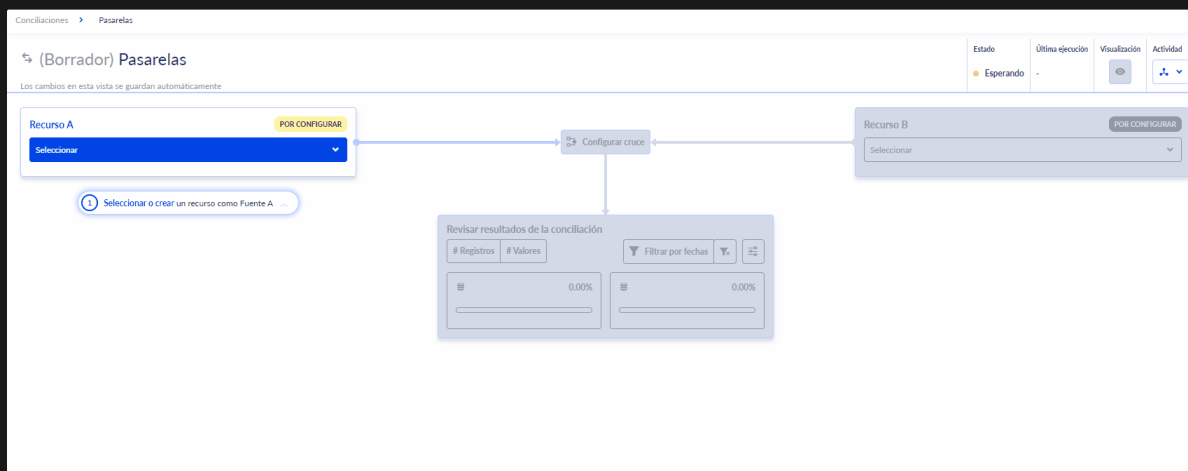 Conciliaciones > Pasarelas
(Borrador) Pasarelas
Los cambios en esta vista se guardan automáticamente
Estado
Esperando
Última ejecución
-
Visualización
Actividad
Recurso A
POR CONFIGURAR
Seleccionar
1 Seleccionar o crear un recurso como Fuente A
Configurar cruce
Recurso B
POR CONFIGURAR
Seleccionar
Revisar resultados de la conciliación
# Registros # Valores
Filtrar por fechas
0.00%
0.00%